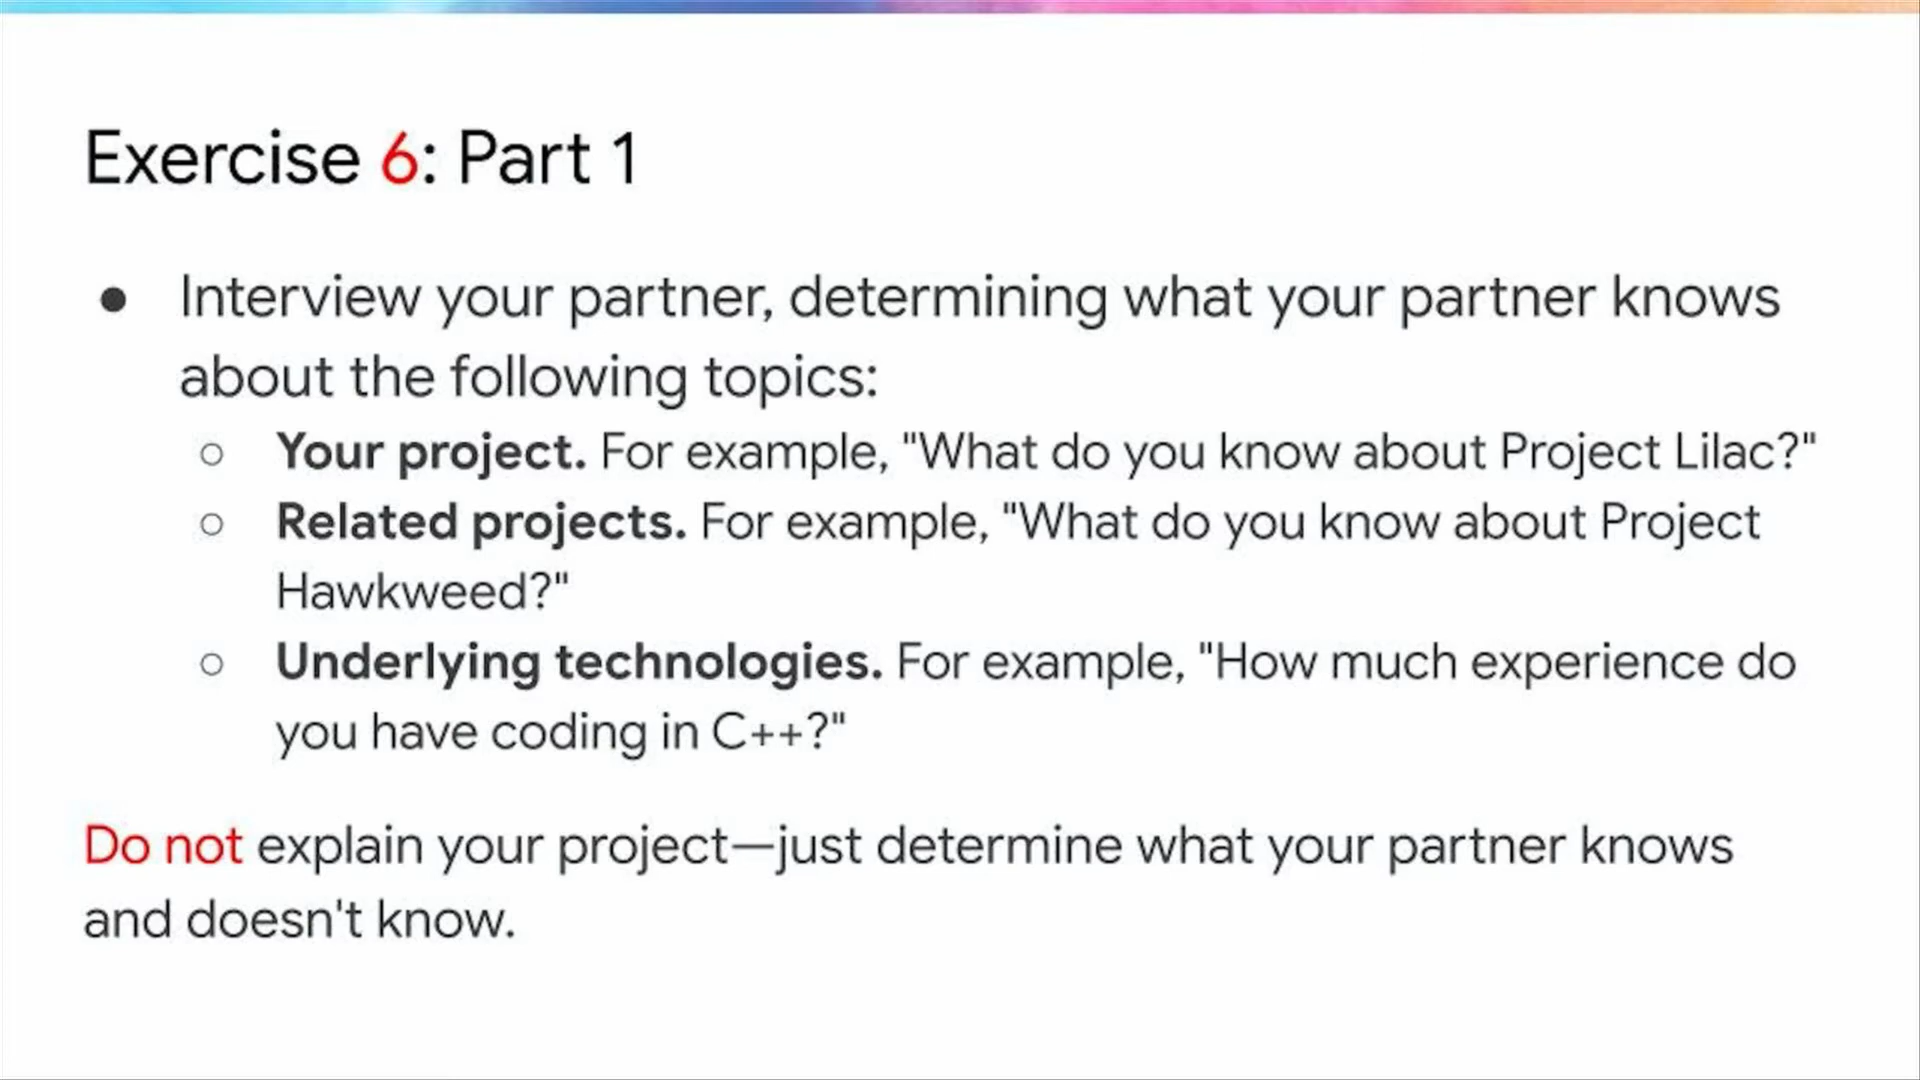 Exercise 6: Part 1
● Interview your partner, determining what your partner knows
about the following topics:
○ Your project. For example, "What do you know about Project Lilac?"
○ Related projects. For example, "What do you know about Project
Hawkweed?"
○ Underlying technologies. For example, "How much experience do
you have coding in C++?"
Do not explain your project—just determine what your partner knows
and doesn't know.